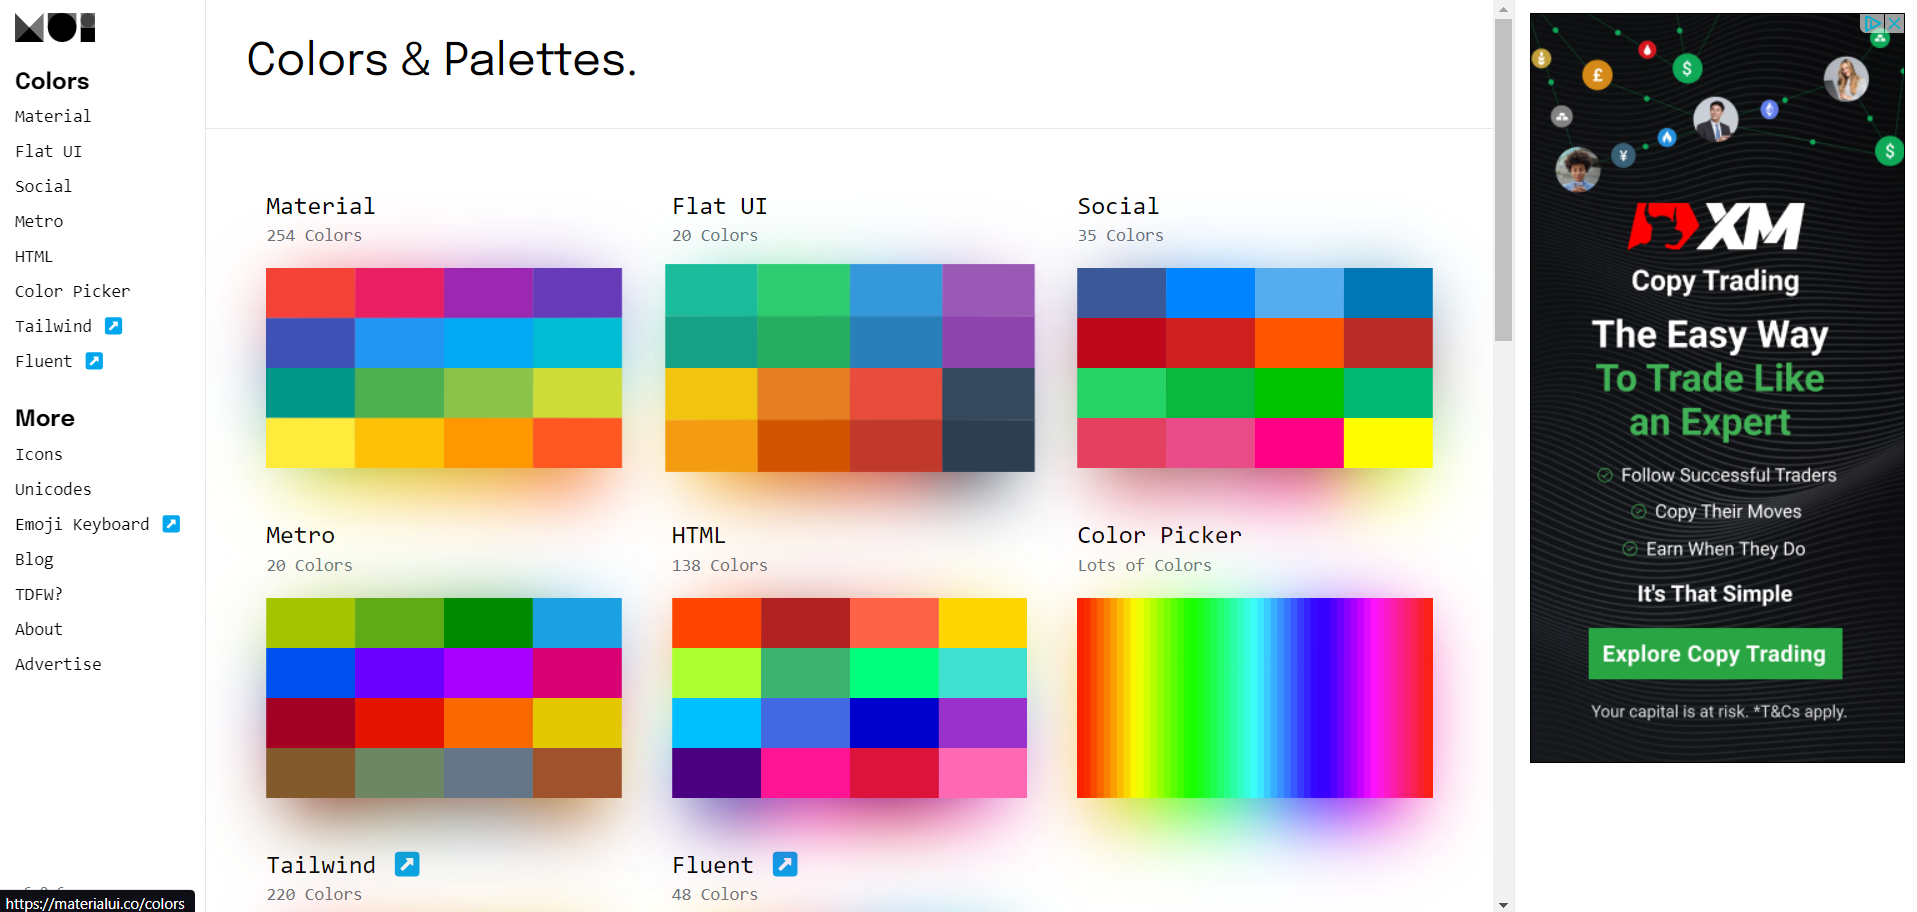 MUi
Colors
Material
Flat UI
Social
Metro
HTML
Color Picker
Tailwind
Fluent
More
Icons
Unicodes
Emoji Keyboard
Blog
TDFW?
About
Advertise
https://materialui.co/colors
Colors & Palettes.
Material
254 Colors
Flat UI
20 Colors
Social
35 Colors
Metro
20 Colors
HTML
138 Colors
Color Picker
Lots of Colors
Tailwind
220 Colors
Fluent
48 Colors
XM
Copy Trading
The Easy Way
To Trade Like
an Expert
Follow Successful Traders
Copy Their Moves
Earn When They Do
It's That Simple
Explore Copy Trading
Your capital is at risk. *T&Cs apply.